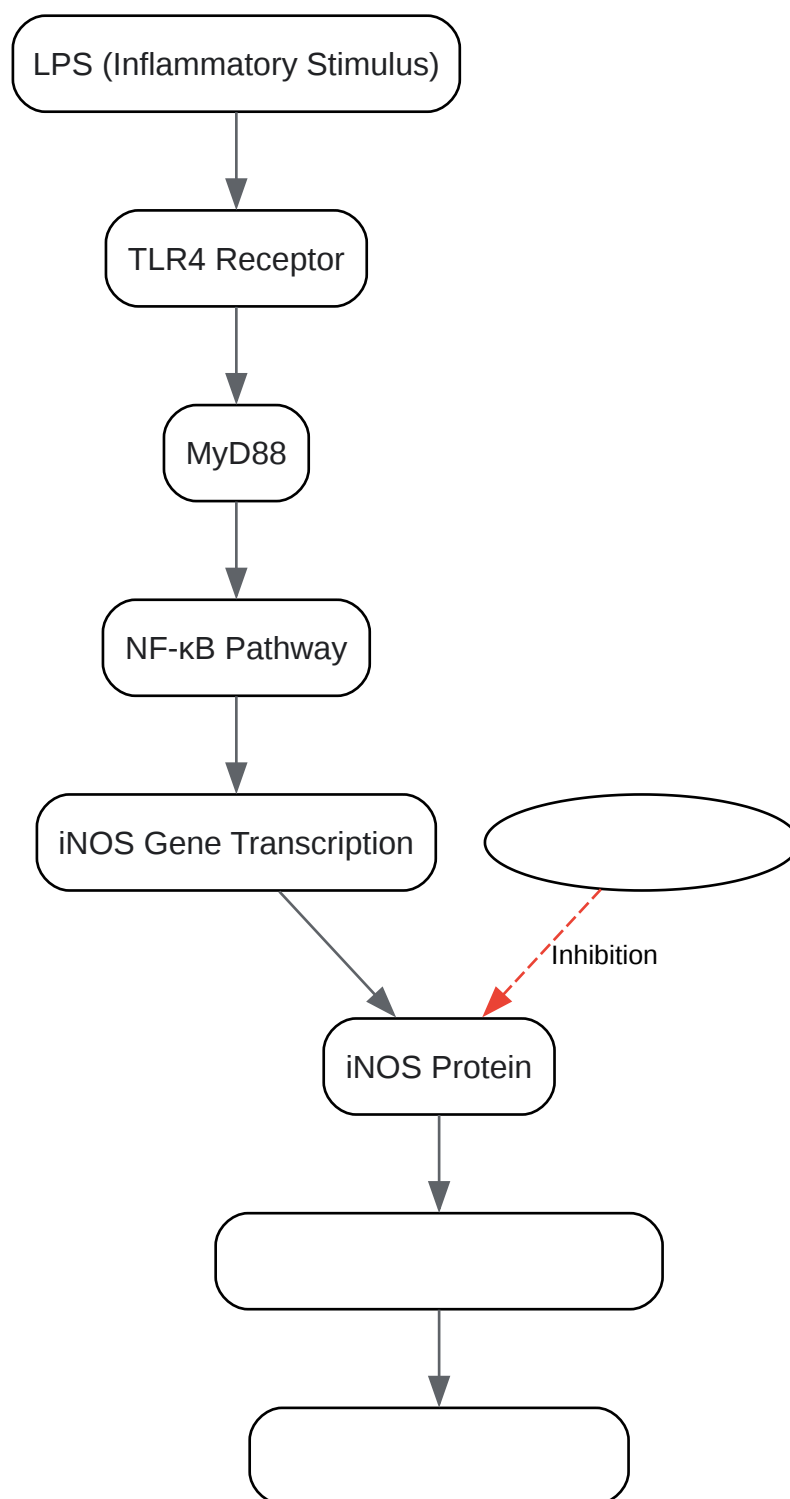 LPS (Inflammatory Stimulus)
TLR4 Receptor
MyD88
NF-κB Pathway
iNOS Gene Transcription
Inhibition
iNOS Protein